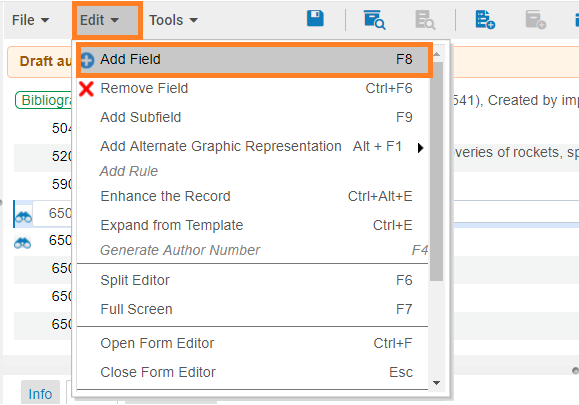 File Edit Tools
Draft au
Add Field F8
Bibliogra
Remove Field Ctrl+F6
541), Created by imp
504
Add Subfield F9
520
Add Alternate Graphic Representation Alt + F1
veries of rockets, sp
Add Rule
590
Enhance the Record Ctrl+Alt+E
650
Expand from Template Ctrl+E
650
Generate Author Number F4
650
Split Editor F6
650
Full Screen F7
650
Open Form Editor Ctrl+F
Close Form Editor Esc
Info